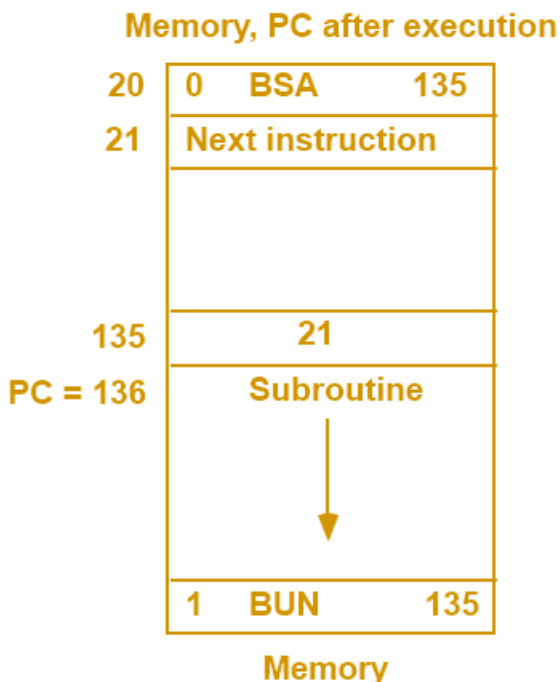 Memory, PC after execution
20 0 BSA 135
21 Next instruction
135 21
PC = 136 Subroutine
1 BUN 135
Memory